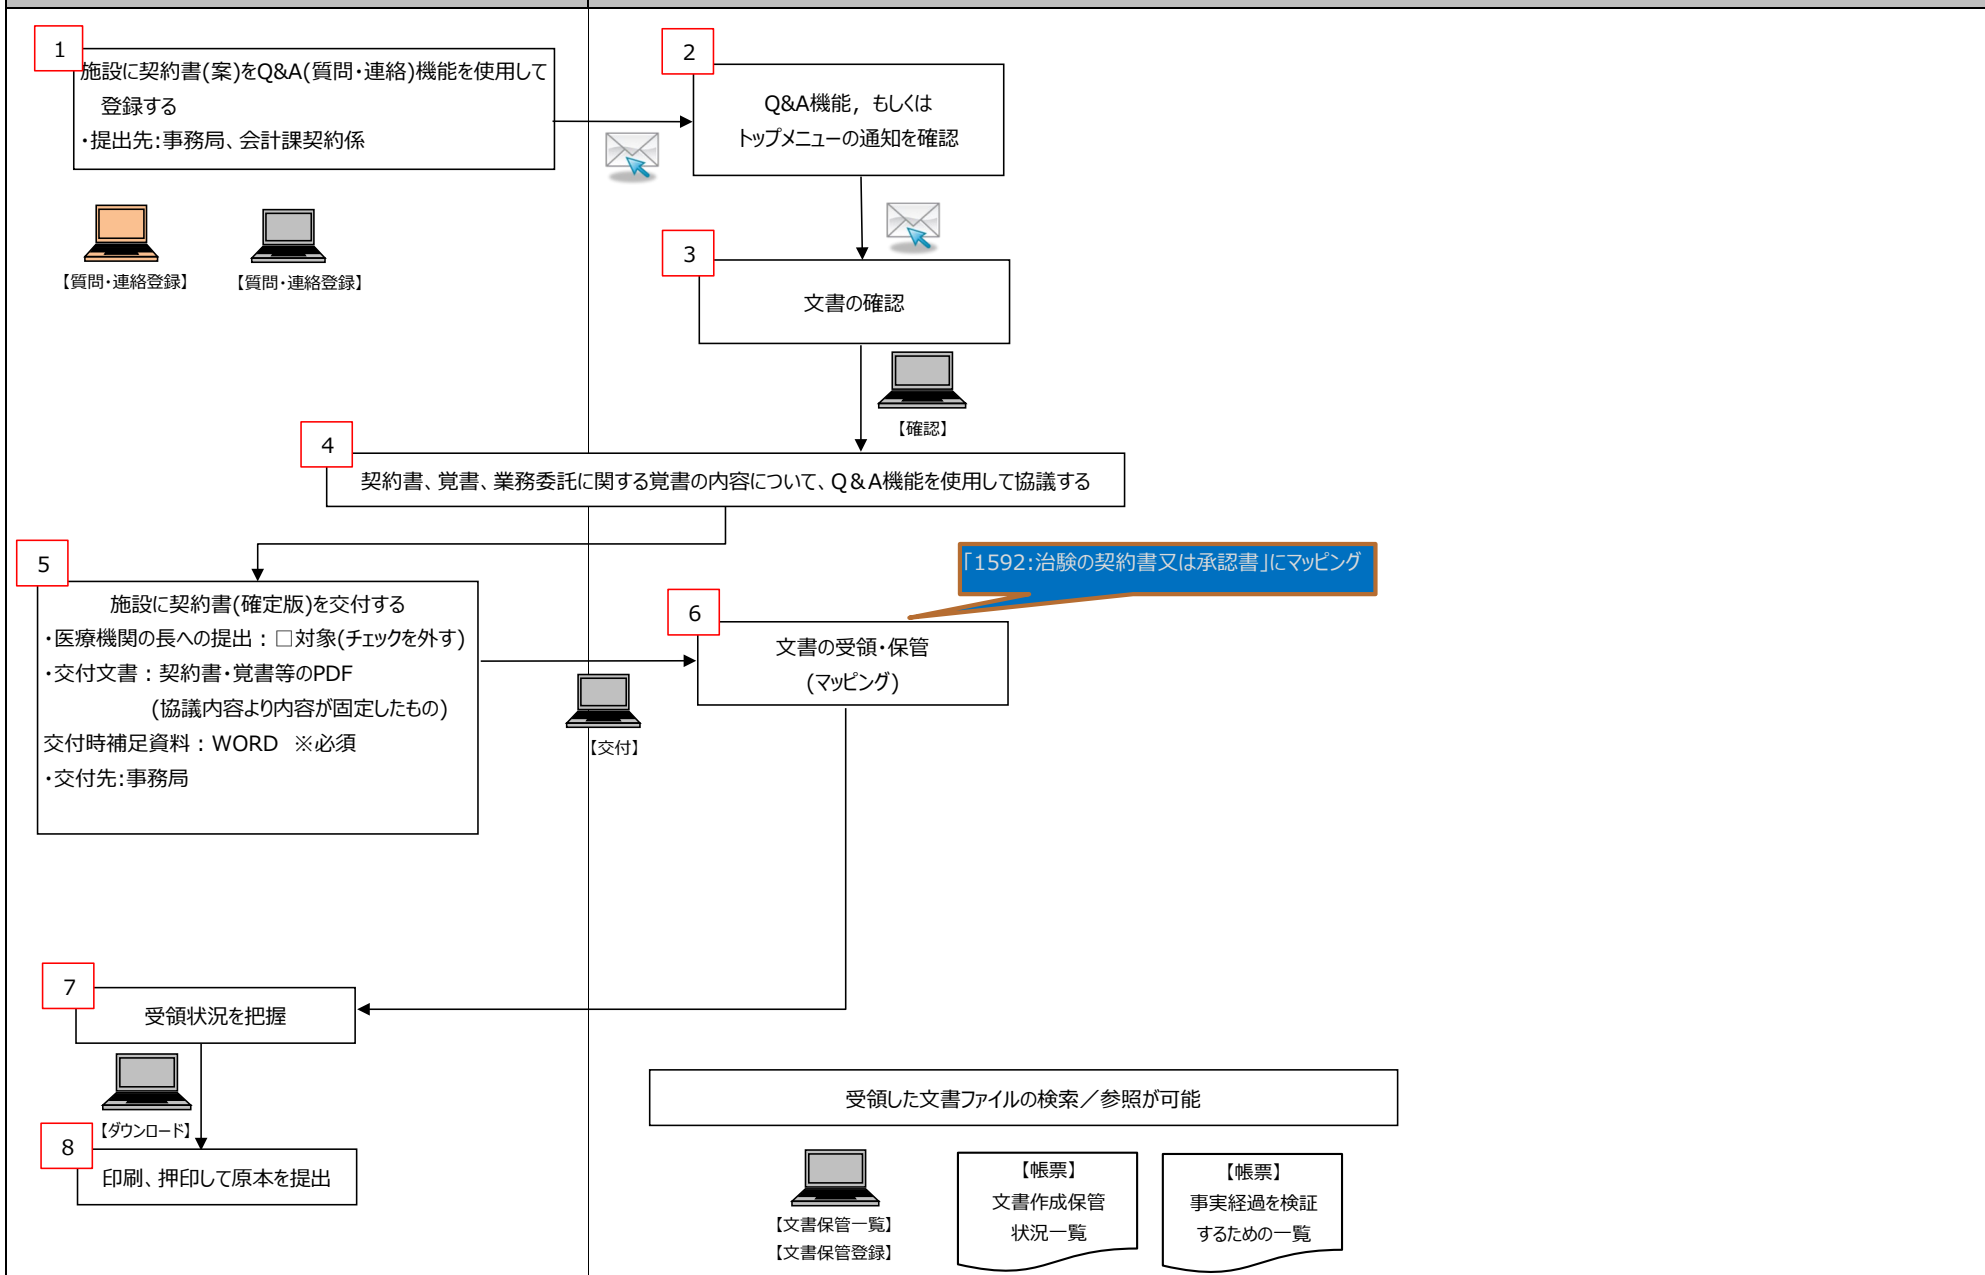 1
施設に契約書(案)をQ&A(質問・連絡)機能を使用して
登録する
・提出先:事務局、会計課契約係
【質問・連絡登録】
【質問・連絡登録】
2
Q&A機能，もしくは
トップメニューの通知を確認
3
文書の確認
【確認】
4
契約書、覚書、業務委託に関する覚書の内容について、Q＆A機能を使用して協議する
5
施設に契約書(確定版)を交付する
・医療機関の長への提出：□対象(チェックを外す)
・交付文書：契約書・覚書等のPDF
(協議内容より内容が固定したもの)
交付時補足資料：WORD　※必須
・交付先:事務局
【交付】
「1592:治験の契約書又は承認書」にマッピング
6
文書の受領・保管
(マッピング)
7
受領状況を把握
【ダウンロード】
8
印刷、押印して原本を提出
受領した文書ファイルの検索／参照が可能
【文書保管一覧】
【文書保管登録】
【帳票】
文書作成保管
状況一覧
【帳票】
事実経過を検証
するための一覧